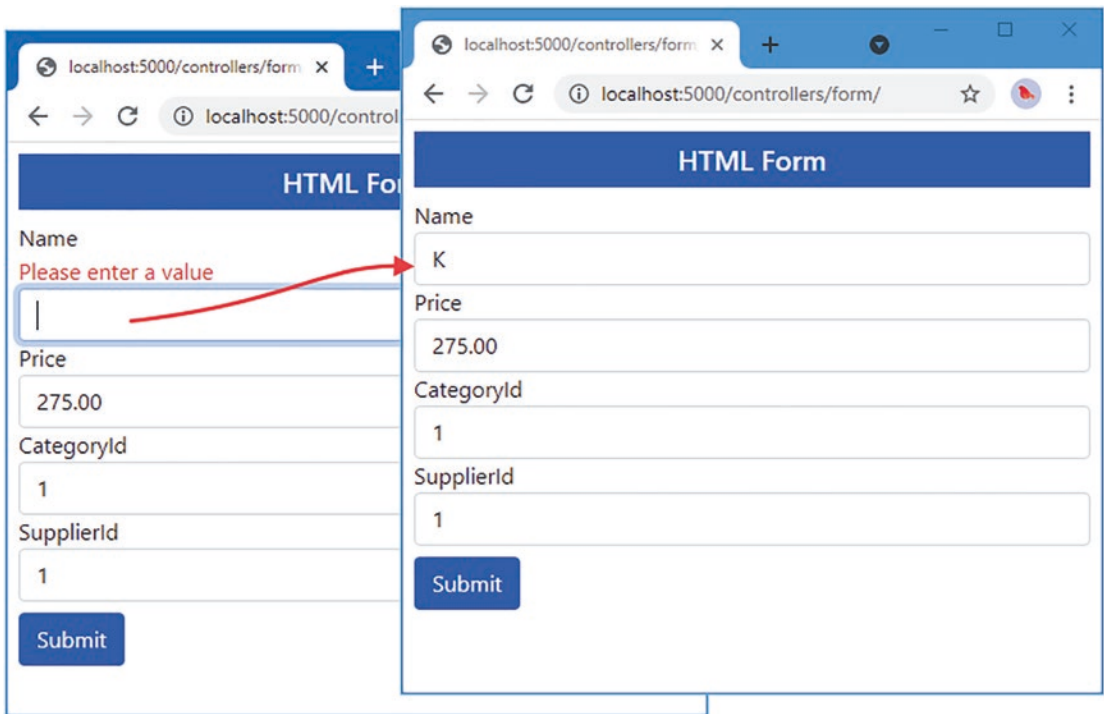 localhost:5000/controllers/form
localhost:5000/control
HTML For
Name
Please enter a value
Price
275.00
CategoryId
1
SupplierId
1
Submit
localhost:5000/controllers/form
localhost:5000/controllers/form/
HTML Form
Name
K
Price
275.00
CategoryId
1
SupplierId
1
Submit